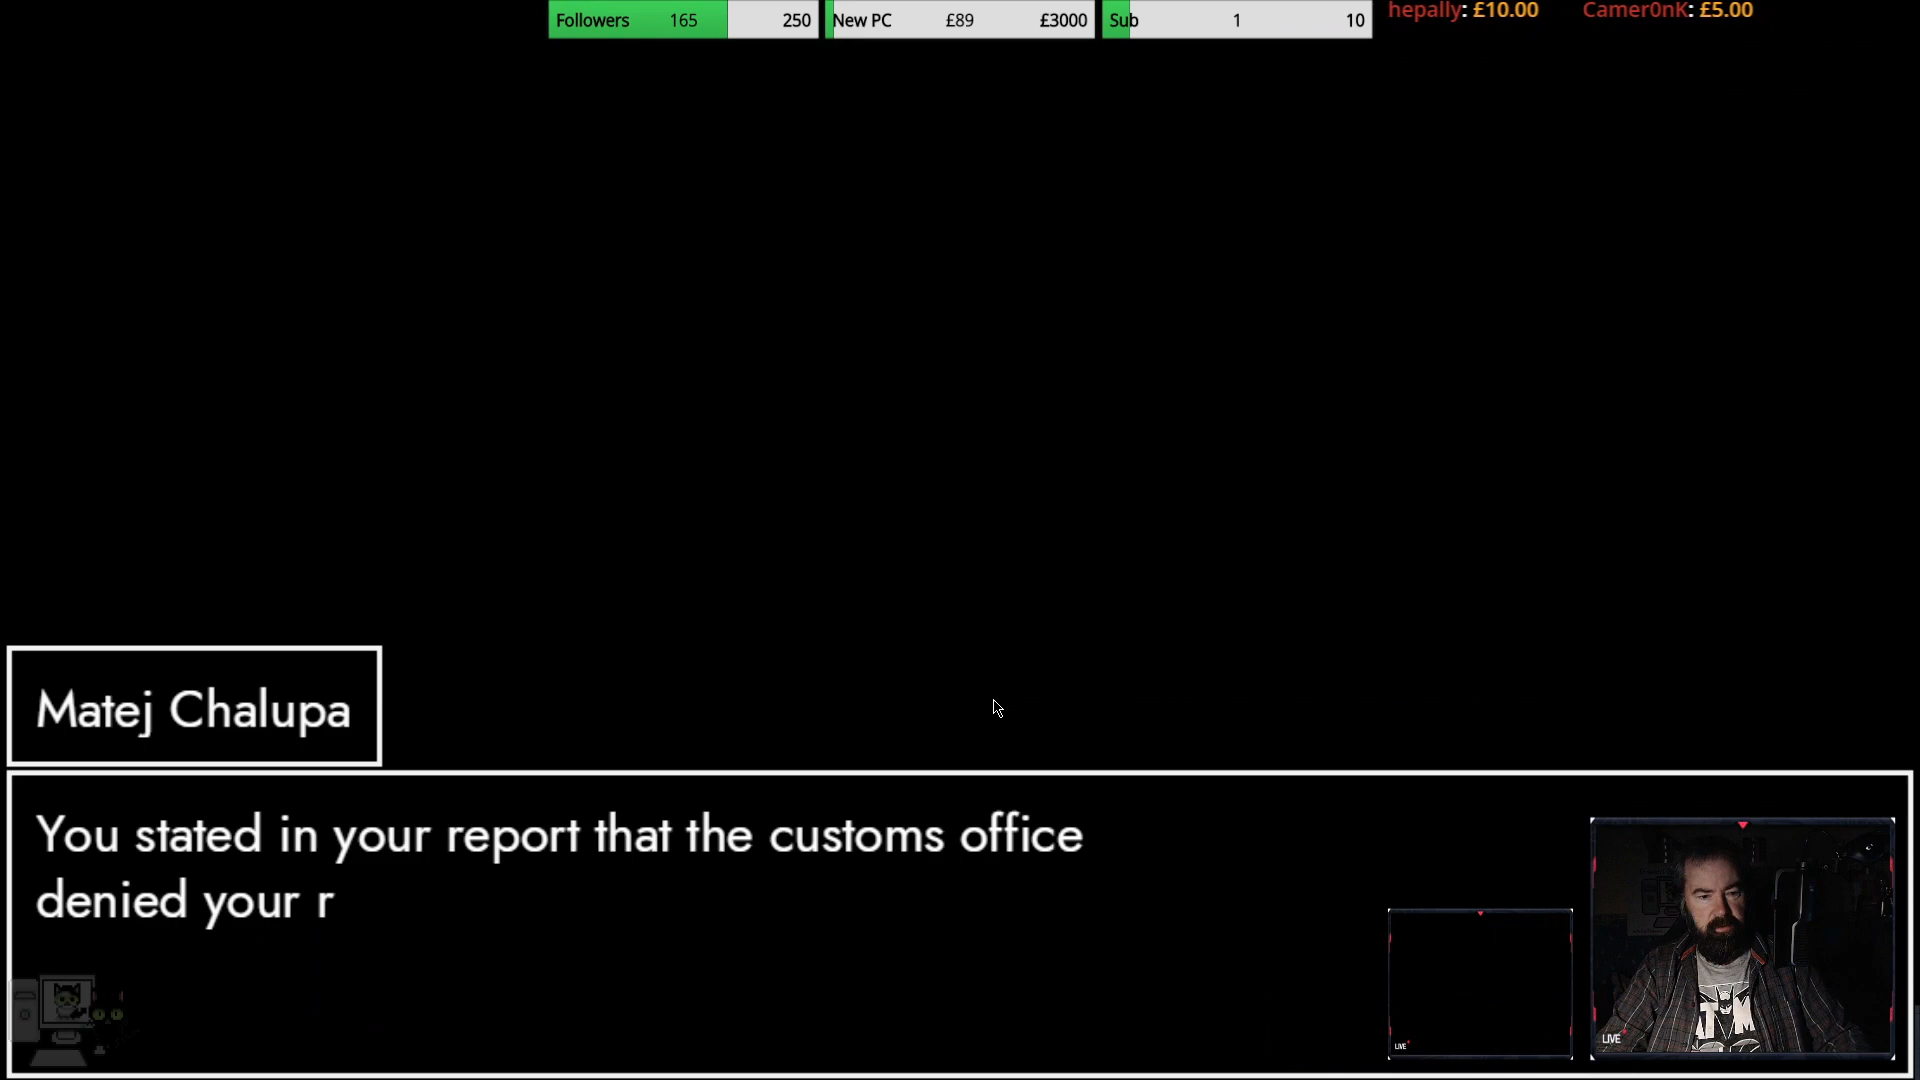 Followers 165 250 New PC £89 £3000 Sub 1 10 hepally: £10.00 Camer0nK: £5.00
Matej Chalupa
You stated in your report that the customs office
denied your r
LIVE
LIVE